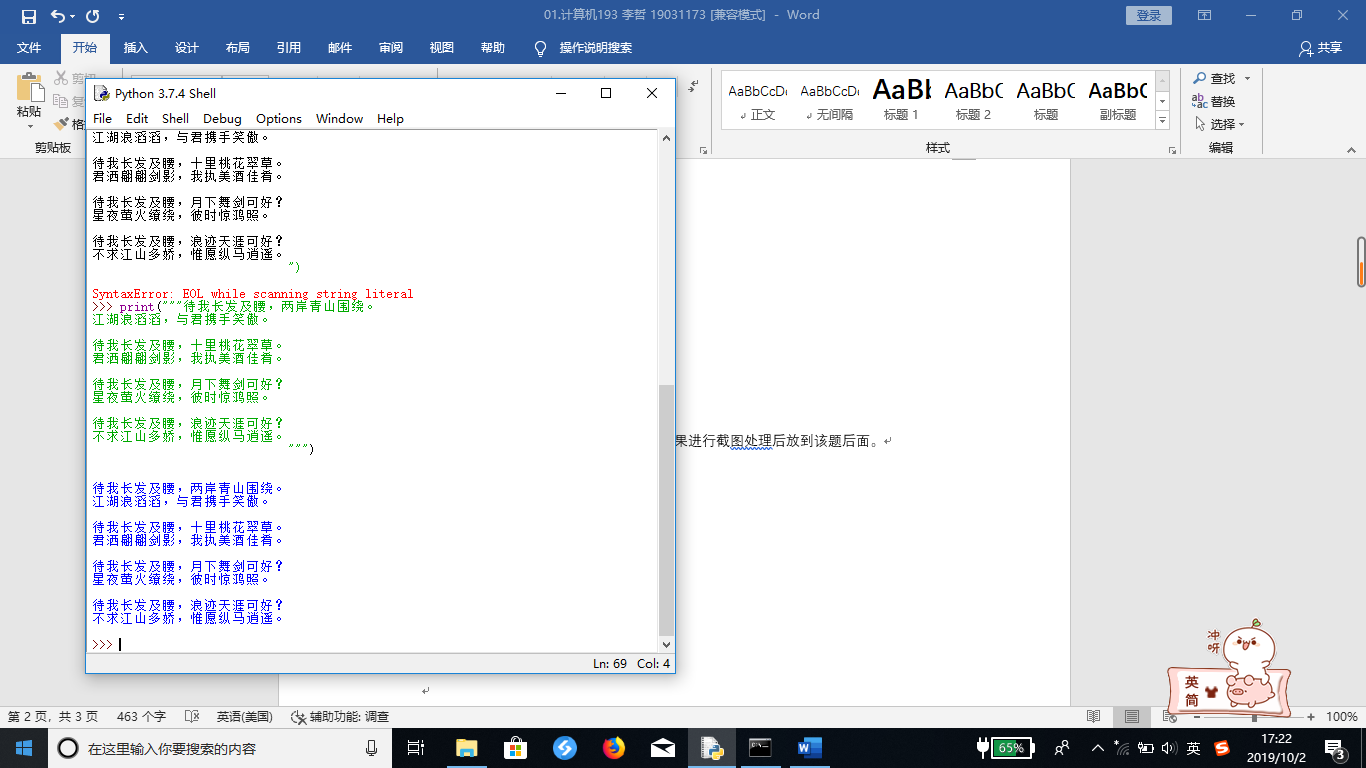 01.计算机193 李哲 19031173 [兼容模式] - Word
登录
文件 开始 插入 设计 布局 引用 邮件 审阅 视图 帮助 操作说明搜索 共享
粘贴
剪切
剪贴板
AaBbCcDc AaBbCcDc AaBl AaBbC AaBbC AaBbC
正文 无间隔 标题 1 标题 2 标题 副标题
样式
查找
替换
选择
编辑
Python 3.7.4 Shell
File Edit Shell Debug Options Window Help
江湖浪滔滔，与君携手笑傲。
待我长发及腰，十里桃花翠草。
君洒翩翩剑影，我执美酒佳肴。
待我长发及腰，月下舞剑可好？
星夜萤火缭绕，彼时惊鸿照。
待我长发及腰，浪迹天涯可好？
不求江山多娇，惟愿纵马逍遥。
")
SyntaxError: EOL while scanning string literal
>>> print("""待我长发及腰，两岸青山围绕。
江湖浪滔滔，与君携手笑傲。
待我长发及腰，十里桃花翠草。
君洒翩翩剑影，我执美酒佳肴。
待我长发及腰，月下舞剑可好？
星夜萤火缭绕，彼时惊鸿照。
待我长发及腰，浪迹天涯可好？
不求江山多娇，惟愿纵马逍遥。
""")
待我长发及腰，两岸青山围绕。
江湖浪滔滔，与君携手笑傲。
待我长发及腰，十里桃花翠草。
君洒翩翩剑影，我执美酒佳肴。
待我长发及腰，月下舞剑可好？
星夜萤火缭绕，彼时惊鸿照。
待我长发及腰，浪迹天涯可好？
不求江山多娇，惟愿纵马逍遥。
>>>
Ln: 69 Col: 4
果进行截图处理后放到该题后面。
冲呀
英
简
第 2 页，共 3 页 463 个字 英语(美国) 辅助功能: 调查 100%
在这里输入你要搜索的内容
65%
英
17:22
2019/10/2
3